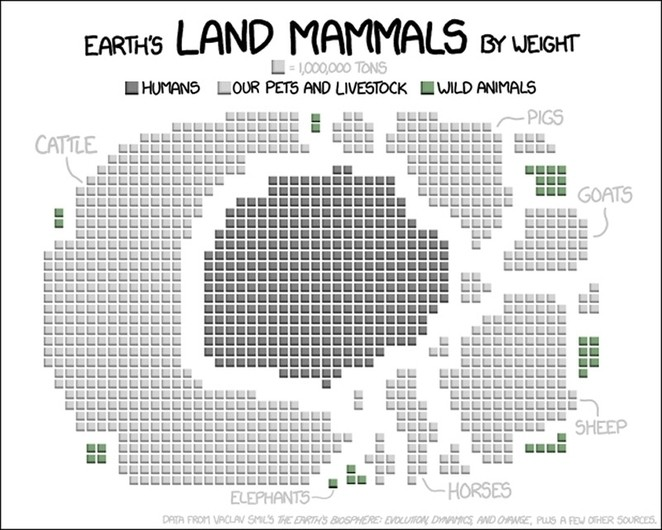 EARTH'S LAND MAMMALS BY WEIGHT
= 1,000,000 TONS
HUMANS OUR PETS AND LIVESTOCK WILD ANIMALS
PIGS
CATTLE
GOATS
SHEEP
HORSES
ELEPHANTS
DATA FROM VACLAV SMIL'S THE EARTH'S BIOSPHERE: EVOLUTION, DYNAMICS, AND CHANGE, PLUS A FEW OTHER SOURCES.